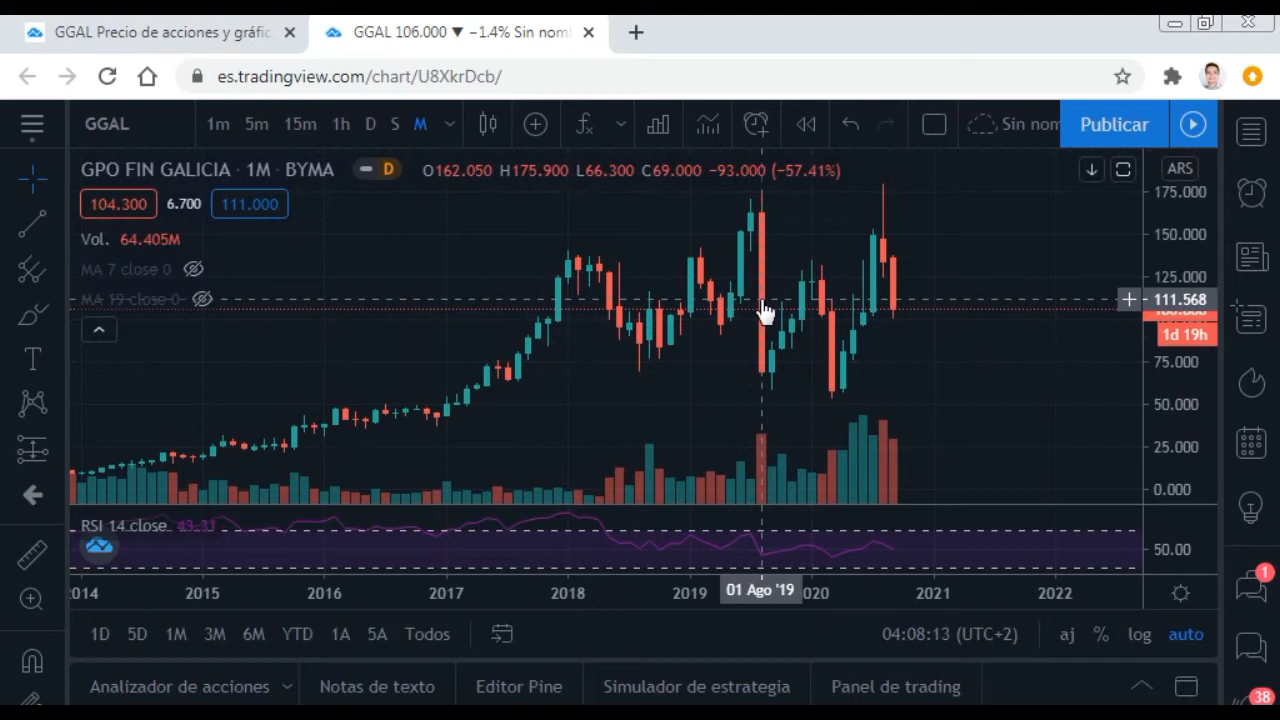 GGAL Precio de acciones y gráfic
GGAL 106.000 ▼ −1.4% Sin nom
es.tradingview.com/chart/U8XkrDcb/
GGAL 1m 5m 15m 1h D S M Sin nom Publicar
GPO FIN GALICIA · 1M · BYMA D O162.050 H175.900 L66.300 C69.000 −93.000 (−57.41%) ARS
104.300 6.700 111.000
Vol. 64.405M
MA 7 close 0
MA 19 close 0
175.000
150.000
125.000
111.568
1d 19h
75.000
50.000
25.000
0.000
RSI 14 close 43.31
50.00
2014 2015 2016 2017 2018 2019 01 Ago '19 020 2021 2022
1D 5D 1M 3M 6M YTD 1A 5A Todos 04:08:13 (UTC+2) aj % log auto
Analizador de acciones Notas de texto Editor Pine Simulador de estrategia Panel de trading
1
38